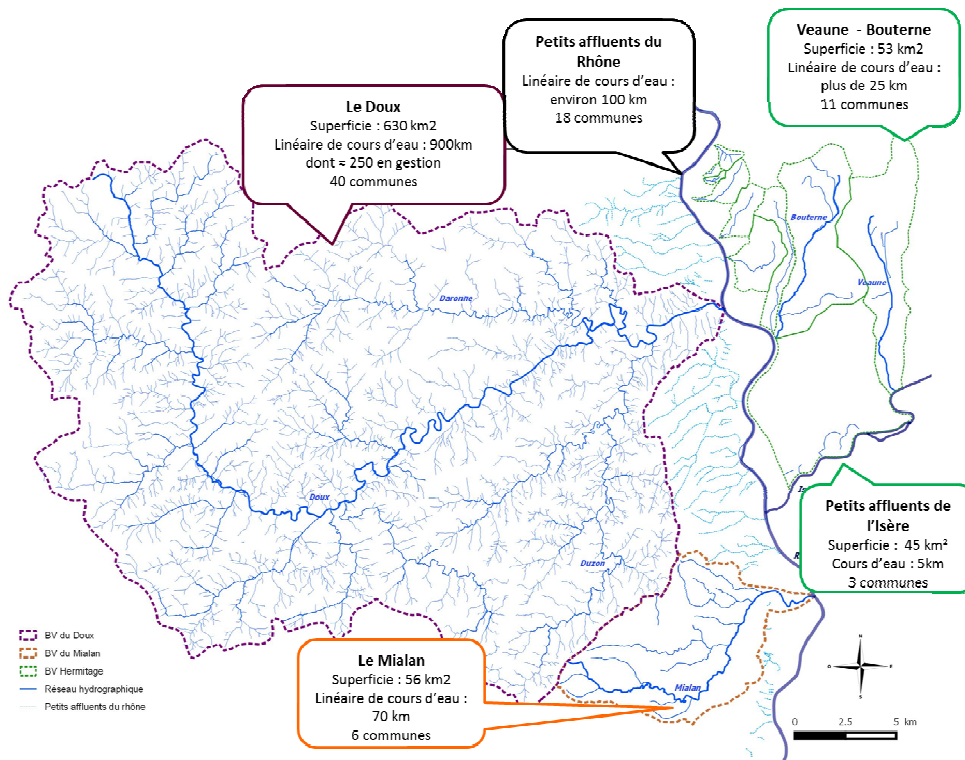 Petits affluents du
Rhône
Linéaire de cours d'eau :
environ 100 km
18 communes
Veaune - Bouterne
Superficie : 53 km2
Linéaire de cours d'eau :
plus de 25 km
11 communes
Le Doux
Superficie : 630 km2
Linéaire de cours d'eau : 900km
dont ≈ 250 en gestion
40 communes
Bouterne
Veaune
Daronne
Doux
Duzon
Petits affluents de
l'Isère
Superficie : 45 km²
Cours d'eau : 5km
3 communes
Le Mialan
Superficie : 56 km2
Linéaire de cours d'eau :
70 km
6 communes
Mialan
BV du Doux
BV du Mialan
BV Hermitage
Réseau hydrographique
Petits affluents du rhône
N
O
E
S
0 2.5 5 km